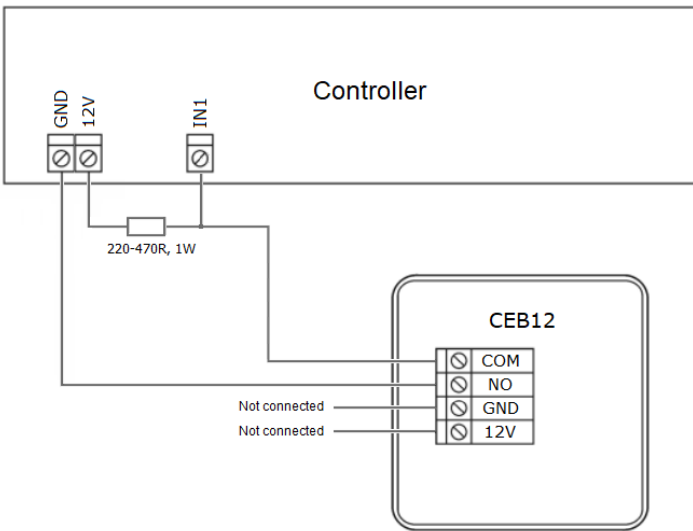 Controller
GND
12V
IN1
220-470R, 1W
CEB12
COM
NO
Not connected
GND
Not connected
12V